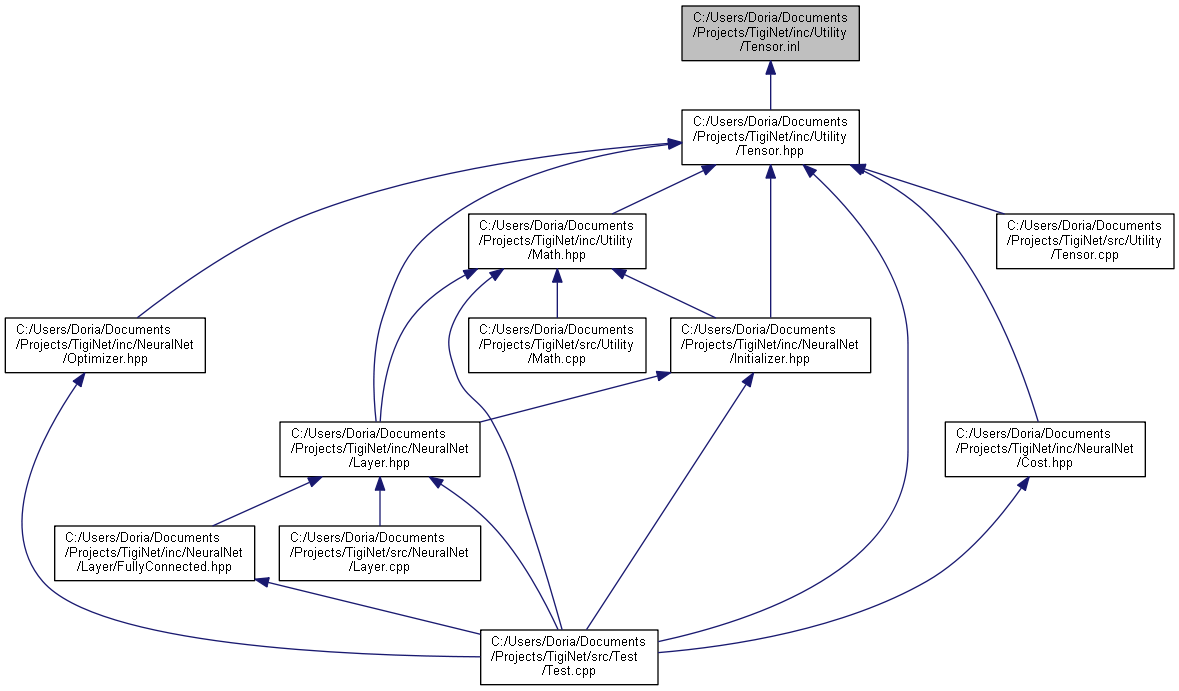 C:/Users/Doria/Documents
/Projects/TigiNet/inc/Utility
/Tensor.inl
C:/Users/Doria/Documents
/Projects/TigiNet/inc/Utility
/Tensor.hpp
C:/Users/Doria/Documents
/Projects/TigiNet/inc/Utility
/Math.hpp
C:/Users/Doria/Documents
/Projects/TigiNet/src/Utility
/Tensor.cpp
C:/Users/Doria/Documents
/Projects/TigiNet/inc/NeuralNet
/Optimizer.hpp
C:/Users/Doria/Documents
/Projects/TigiNet/src/Utility
/Math.cpp
C:/Users/Doria/Documents
/Projects/TigiNet/inc/NeuralNet
/Initializer.hpp
C:/Users/Doria/Documents
/Projects/TigiNet/inc/NeuralNet
/Layer.hpp
C:/Users/Doria/Documents
/Projects/TigiNet/inc/NeuralNet
/Cost.hpp
C:/Users/Doria/Documents
/Projects/TigiNet/inc/NeuralNet
/Layer/FullyConnected.hpp
C:/Users/Doria/Documents
/Projects/TigiNet/src/NeuralNet
/Layer.cpp
C:/Users/Doria/Documents
/Projects/TigiNet/src/Test
/Test.cpp